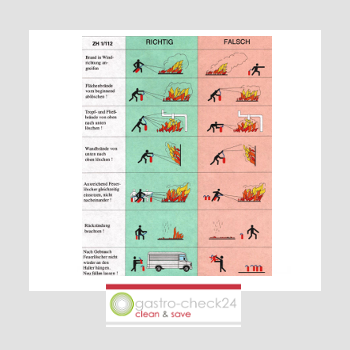 ZH 1/112
RICHTIG
FALSCH
Brand in Wind-
richtung an-
greifen
Flächenbrände
vorn beginnend
ablöschen !
Tropf- und Fließ-
brände von oben
nach unten
löschen !
Wandbrände von
unten nach
oben löschen !
Ausreichend Feuer-
löscher gleichzeitig
einsetzen, nicht
nacheinander !
Rückzündung
beachten !
Nach Gebrauch
Feuerlöscher nicht
wieder an den
Halter hängen.
Neu füllen lassen !
gastro-check24
clean & save